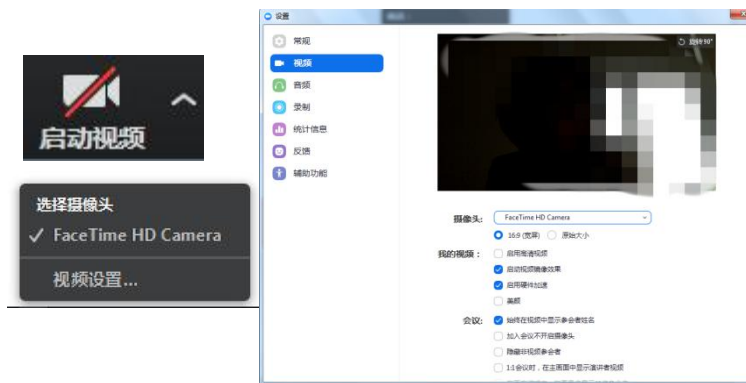 启动视频
选择摄像头
✓ FaceTime HD Camera
视频设置...
设置
常规
视频
音频
录制
统计信息
反馈
辅助功能
旋转90°
摄像头:
FaceTime HD Camera
16:9 (宽屏)
原始大小
我的视频：
启用高清视频
启动视频镜像效果
启用硬件加速
美颜
会议:
始终在视频中显示参会者姓名
加入会议不开启摄像头
隐藏非视频参会者
1:1会议时，在主画面中显示演讲者视频